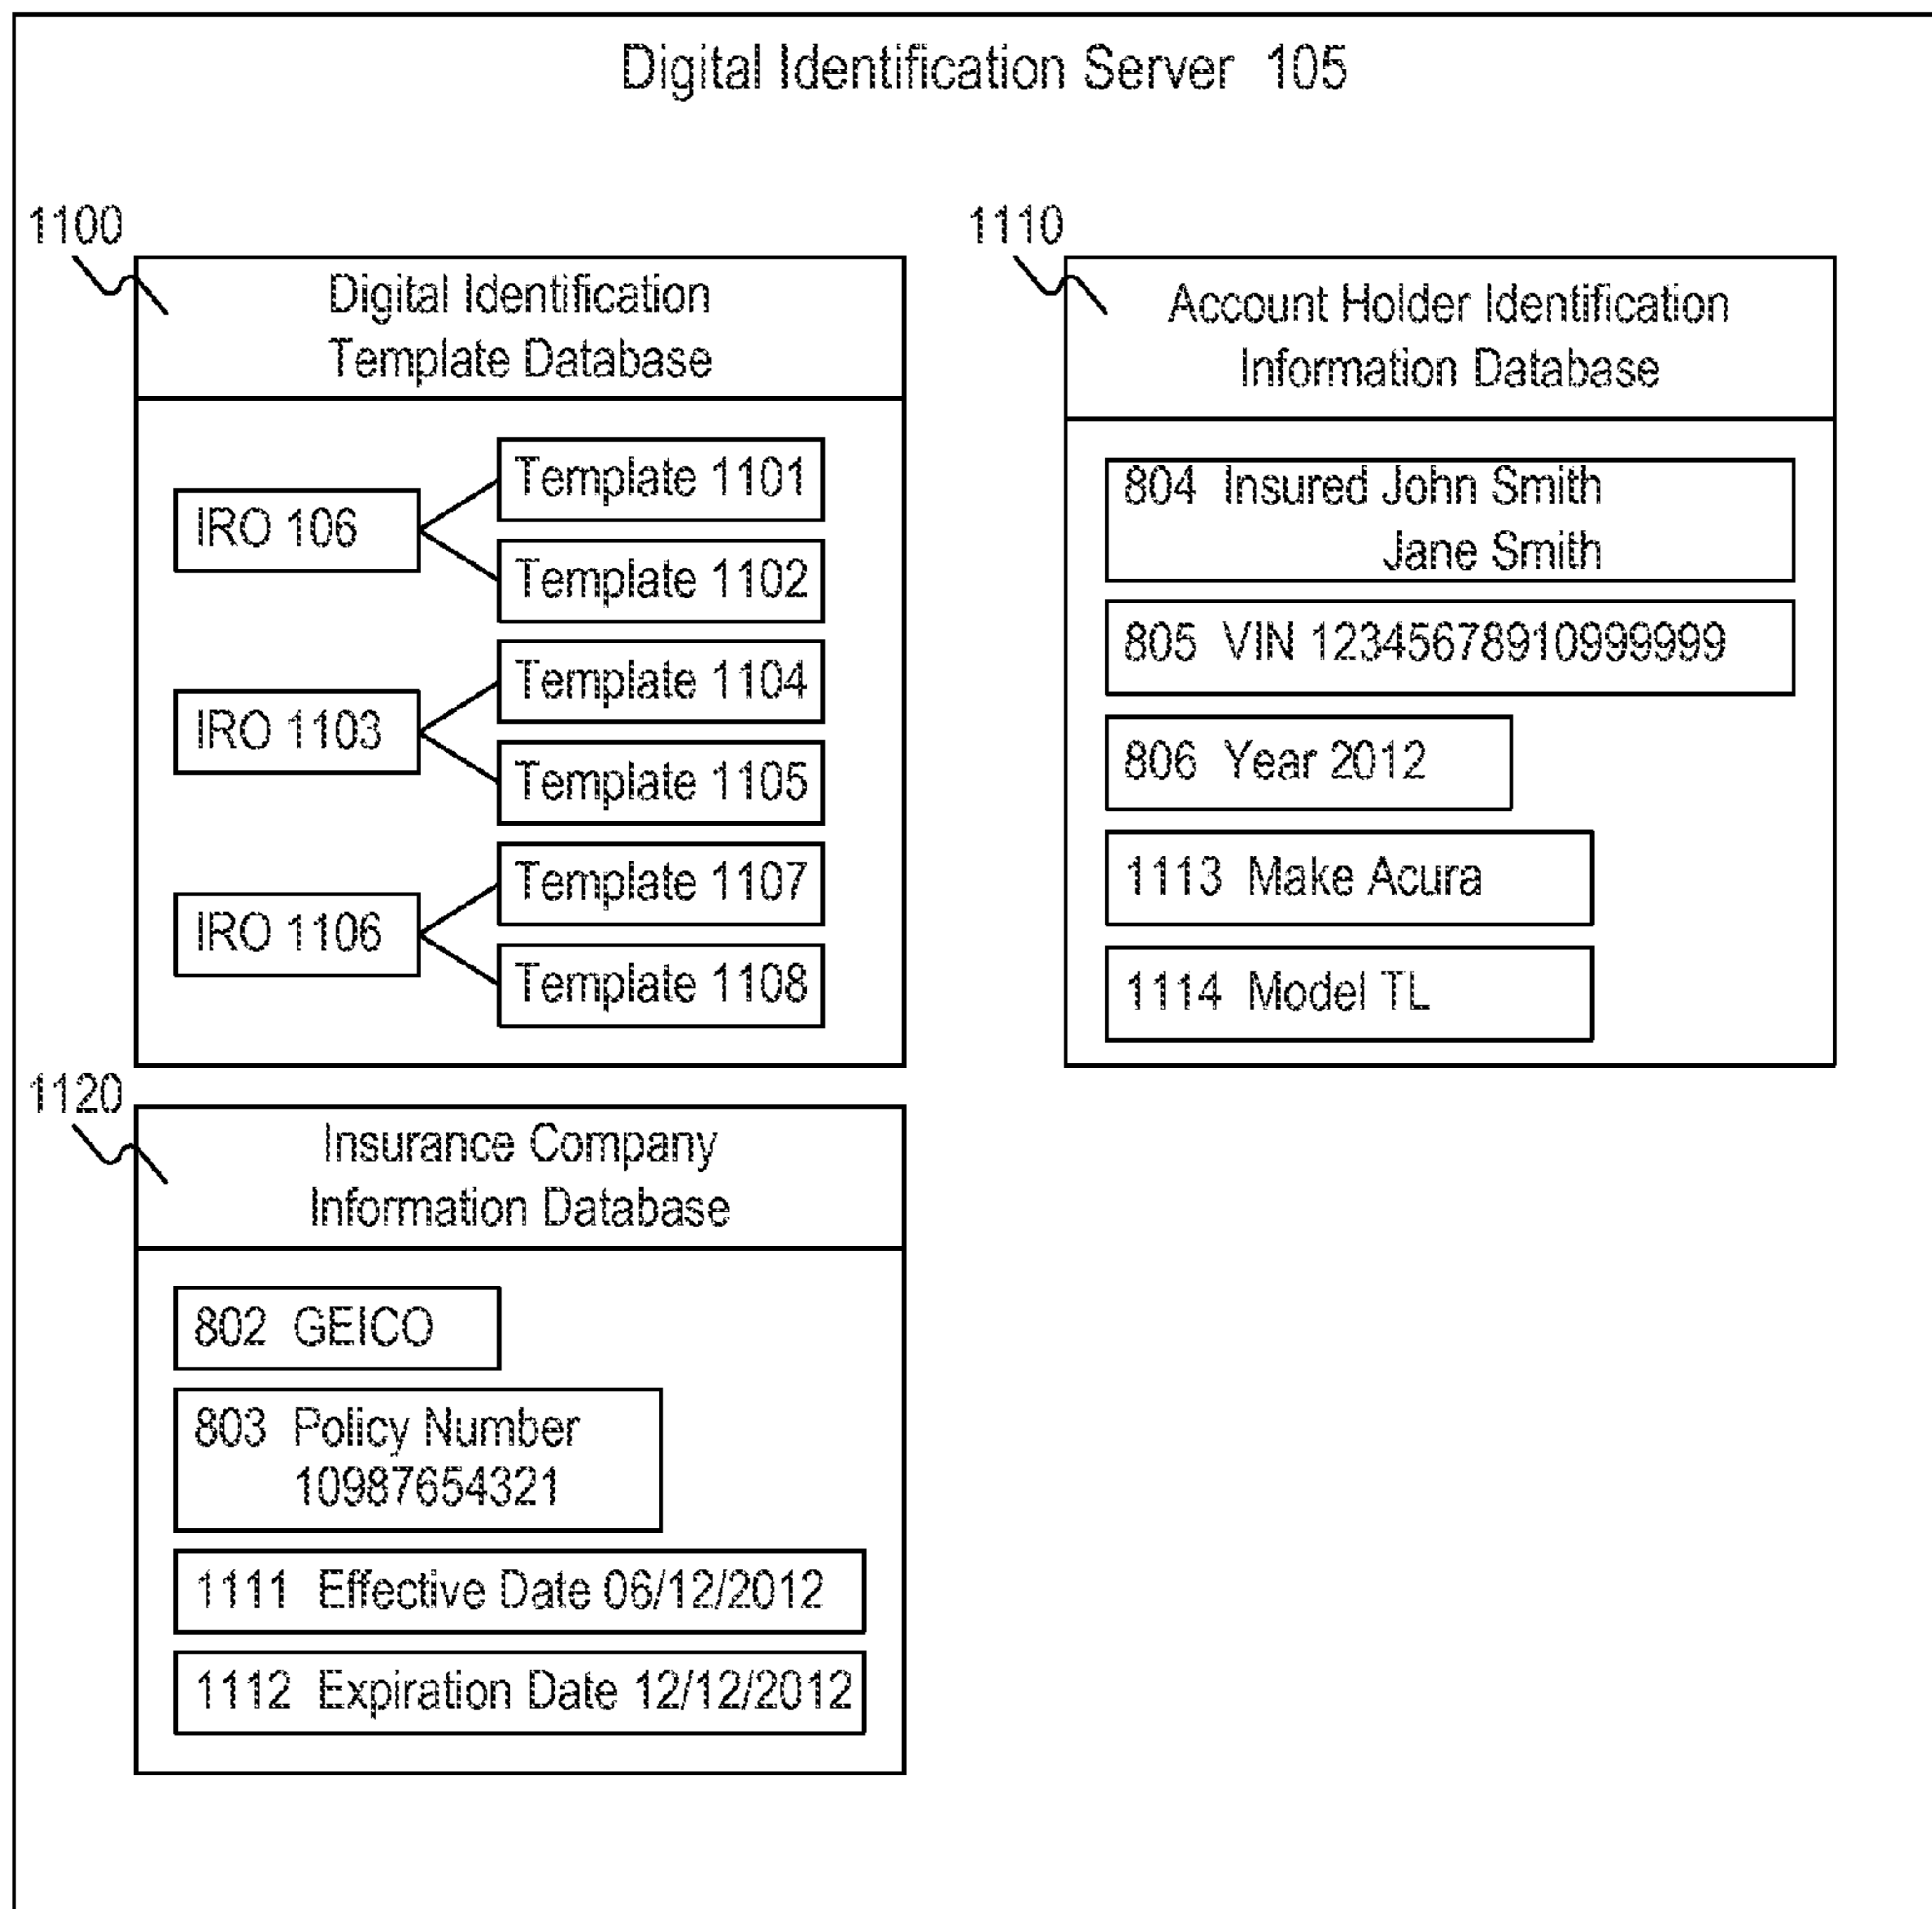 Digital Identification Server 105
1100
Digital Identification
Template Database
IRO 106
Template 1101
Template 1102
IRO 1103
Template 1104
Template 1105
IRO 1106
Template 1107
Template 1108
1110
Account Holder Identification
Information Database
804 Insured John Smith
Jane Smith
805 VIN 12345678910999999
806 Year 2012
1113 Make Acura
1114 Model TL
1120
Insurance Company
Information Database
802 GEICO
803 Policy Number
10987654321
1111 Effective Date 06/12/2012
1112 Expiration Date 12/12/2012